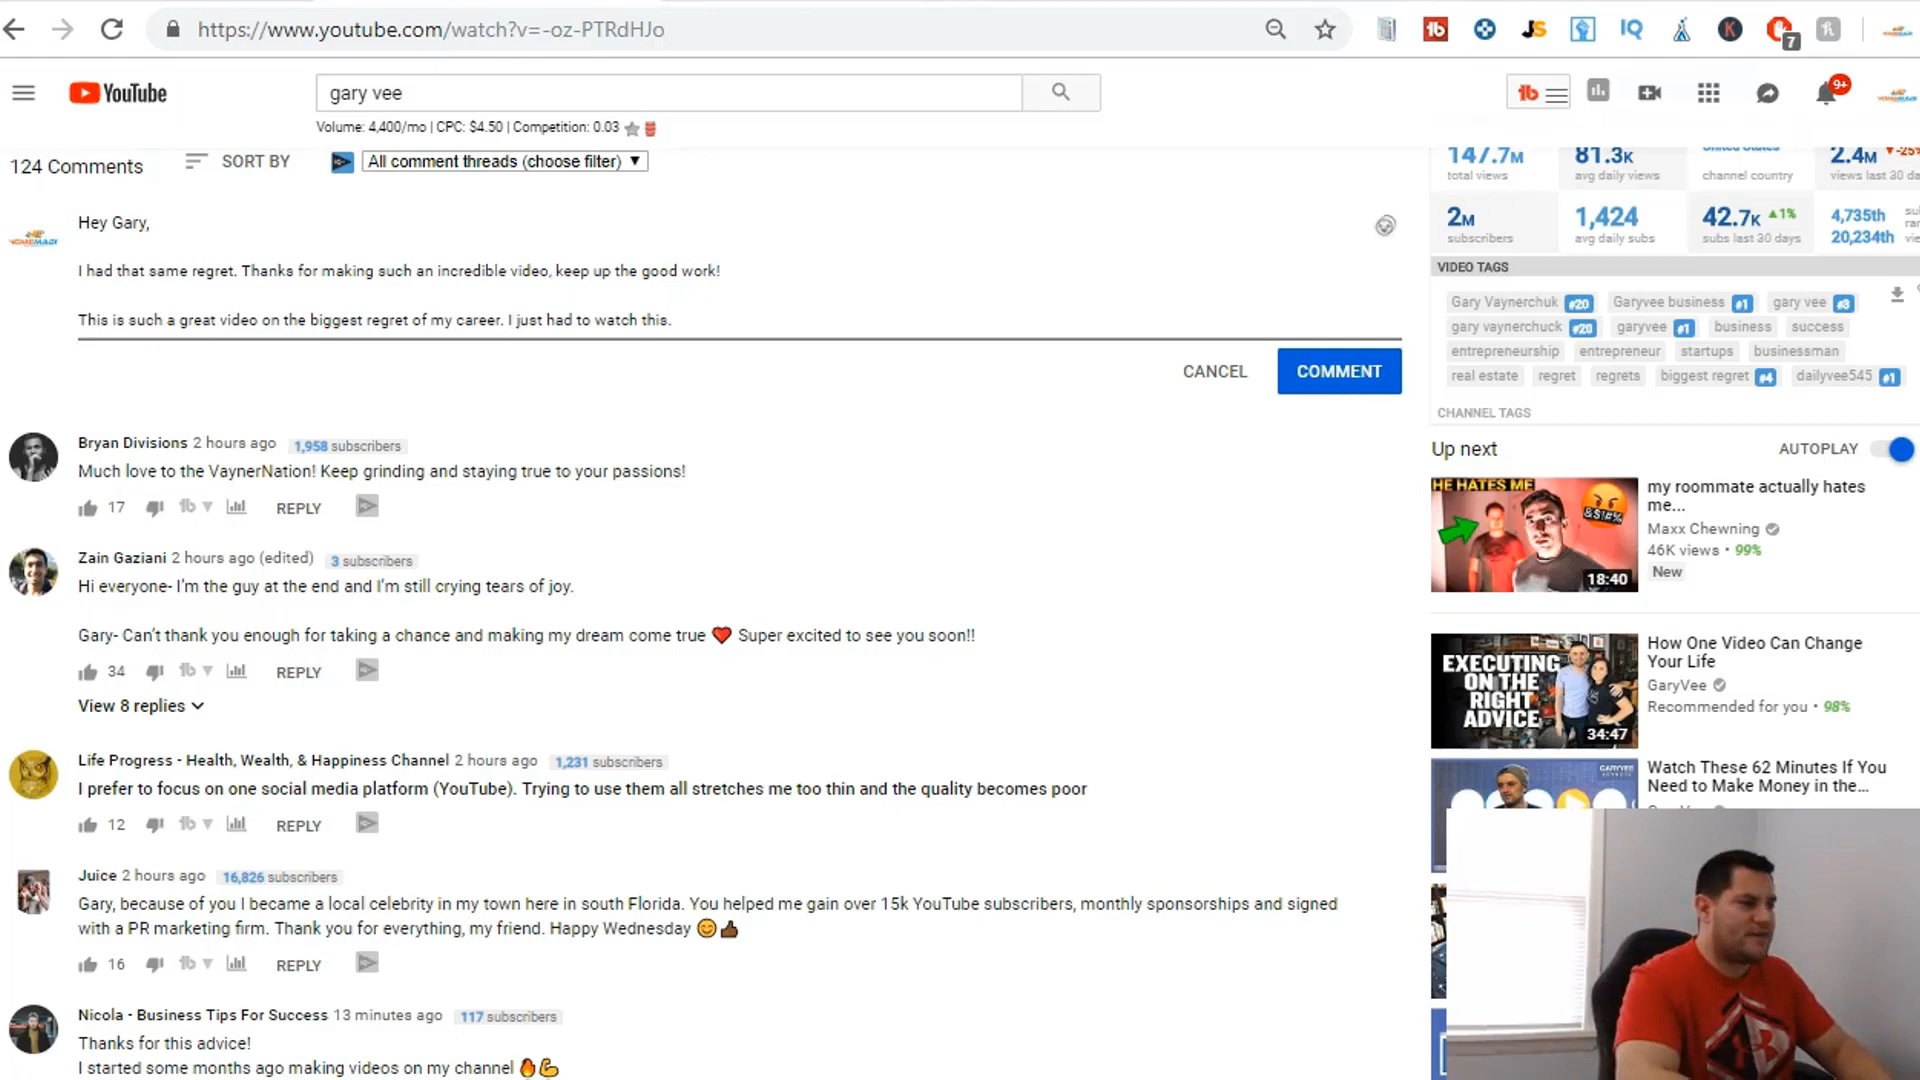 https://www.youtube.com/watch?v=-oz-PTRdHJo
7
YouTube
gary vee
9+
Volume: 4,400/mo | CPC: $4.50 | Competition: 0.03
124 Comments
SORT BY
All comment threads (choose filter) ▼
Hey Gary,
I had that same regret. Thanks for making such an incredible video, keep up the good work!
This is such a great video on the biggest regret of my career. I just had to watch this.
CANCEL
COMMENT
Bryan Divisions 2 hours ago 1,958 subscribers
Much love to the VaynerNation! Keep grinding and staying true to your passions!
17
REPLY
Zain Gaziani 2 hours ago (edited) 3 subscribers
Hi everyone- I'm the guy at the end and I'm still crying tears of joy.
Gary- Can't thank you enough for taking a chance and making my dream come true ❤ Super excited to see you soon!!
34
REPLY
View 8 replies
Life Progress - Health, Wealth, & Happiness Channel 2 hours ago 1,231 subscribers
I prefer to focus on one social media platform (YouTube). Trying to use them all stretches me too thin and the quality becomes poor
12
REPLY
Juice 2 hours ago 16,826 subscribers
Gary, because of you I became a local celebrity in my town here in south Florida. You helped me gain over 15k YouTube subscribers, monthly sponsorships and signed
with a PR marketing firm. Thank you for everything, my friend. Happy Wednesday 😊👍🏾
16
REPLY
Nicola - Business Tips For Success 13 minutes ago 117 subscribers
Thanks for this advice!
I started some months ago making videos on my channel 🔥💪
147.7M
total views
81.3K
avg daily views
United States
channel country
2.4M ▼-25%
views last 30 da
2M
subscribers
1,424
avg daily subs
42.7K ▲1%
subs last 30 days
4,735th
20,234th
VIDEO TAGS
Gary Vaynerchuk #20 Garyvee business #1 gary vee #3
gary vaynerchuck #20 garyvee #1 business success
entrepreneurship entrepreneur startups businessman
real estate regret regrets biggest regret #4 dailyvee545 #1
CHANNEL TAGS
Up next
AUTOPLAY
HE HATES ME
&$!#%
18:40
my roommate actually hates
me...
Maxx Chewning
46K views • 99%
New
EXECUTING
ON THE
RIGHT
ADVICE
34:47
How One Video Can Change
Your Life
GaryVee
Recommended for you • 98%
GARYVEE
Watch These 62 Minutes If You
Need to Make Money in the...